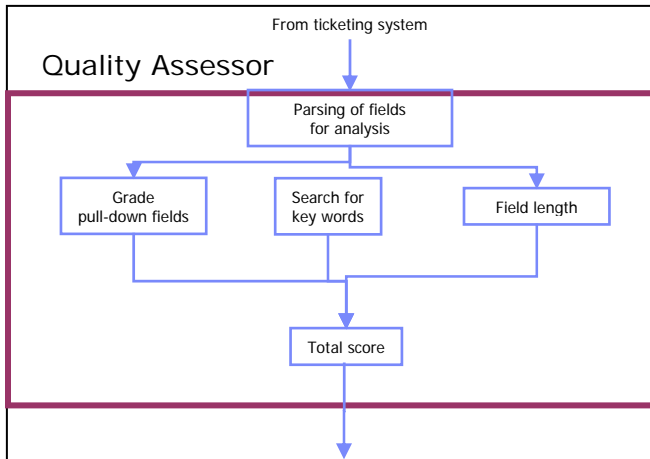 From ticketing system
Quality Assessor
Parsing of fields
for analysis
Grade
pull-down fields
Search for
key words
Field length
Total score